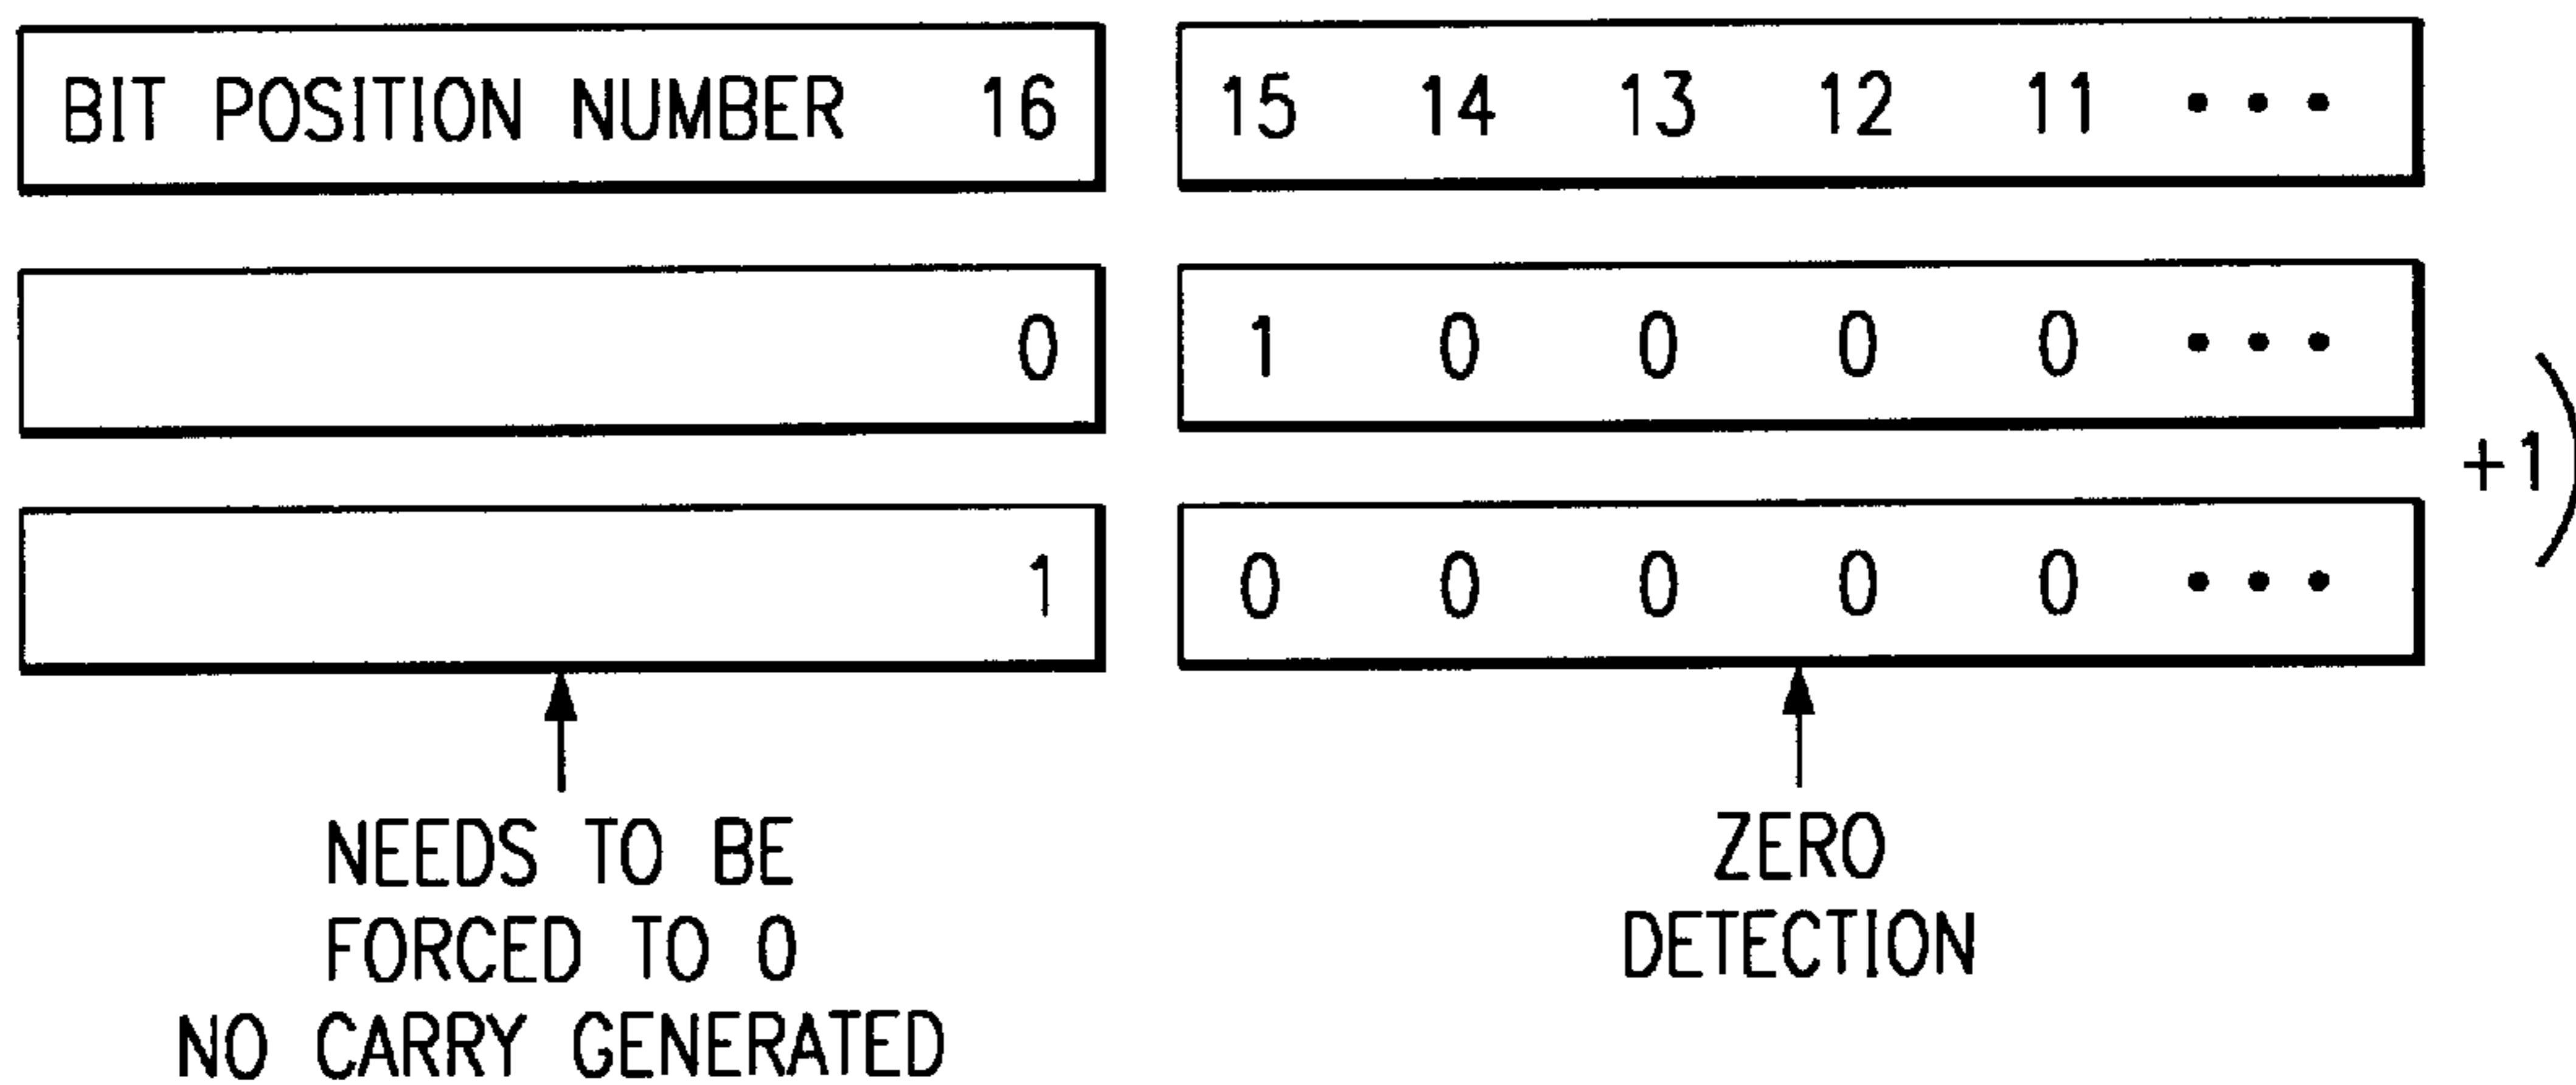 BIT POSITION NUMBER 16 15 14 13 12 11 •••
0 1 0 0 0 0 •••
+1
1 0 0 0 0 0 •••
NEEDS TO BE
FORCED TO 0
NO CARRY GENERATED
ZERO
DETECTION